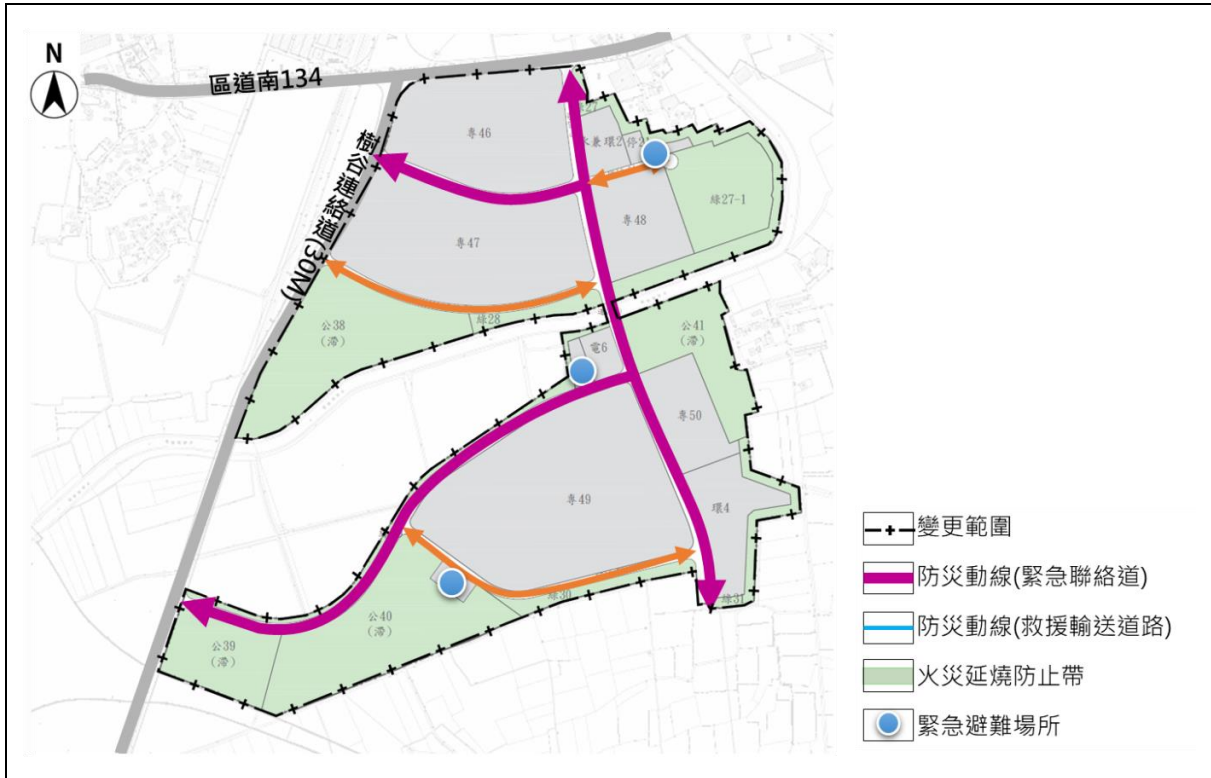 N
區道南134
樹谷連絡道(30M)
專46
停
綠27-1
專48
專47
公38
(滯)
綠28
公41
(滯)
電6
專50
專49
環4
綠30
綠31
公40
(滯)
公39
(滯)
變更範圍
防災動線(緊急聯絡道)
防災動線(救援輸送道路)
火災延燒防止帶
緊急避難場所